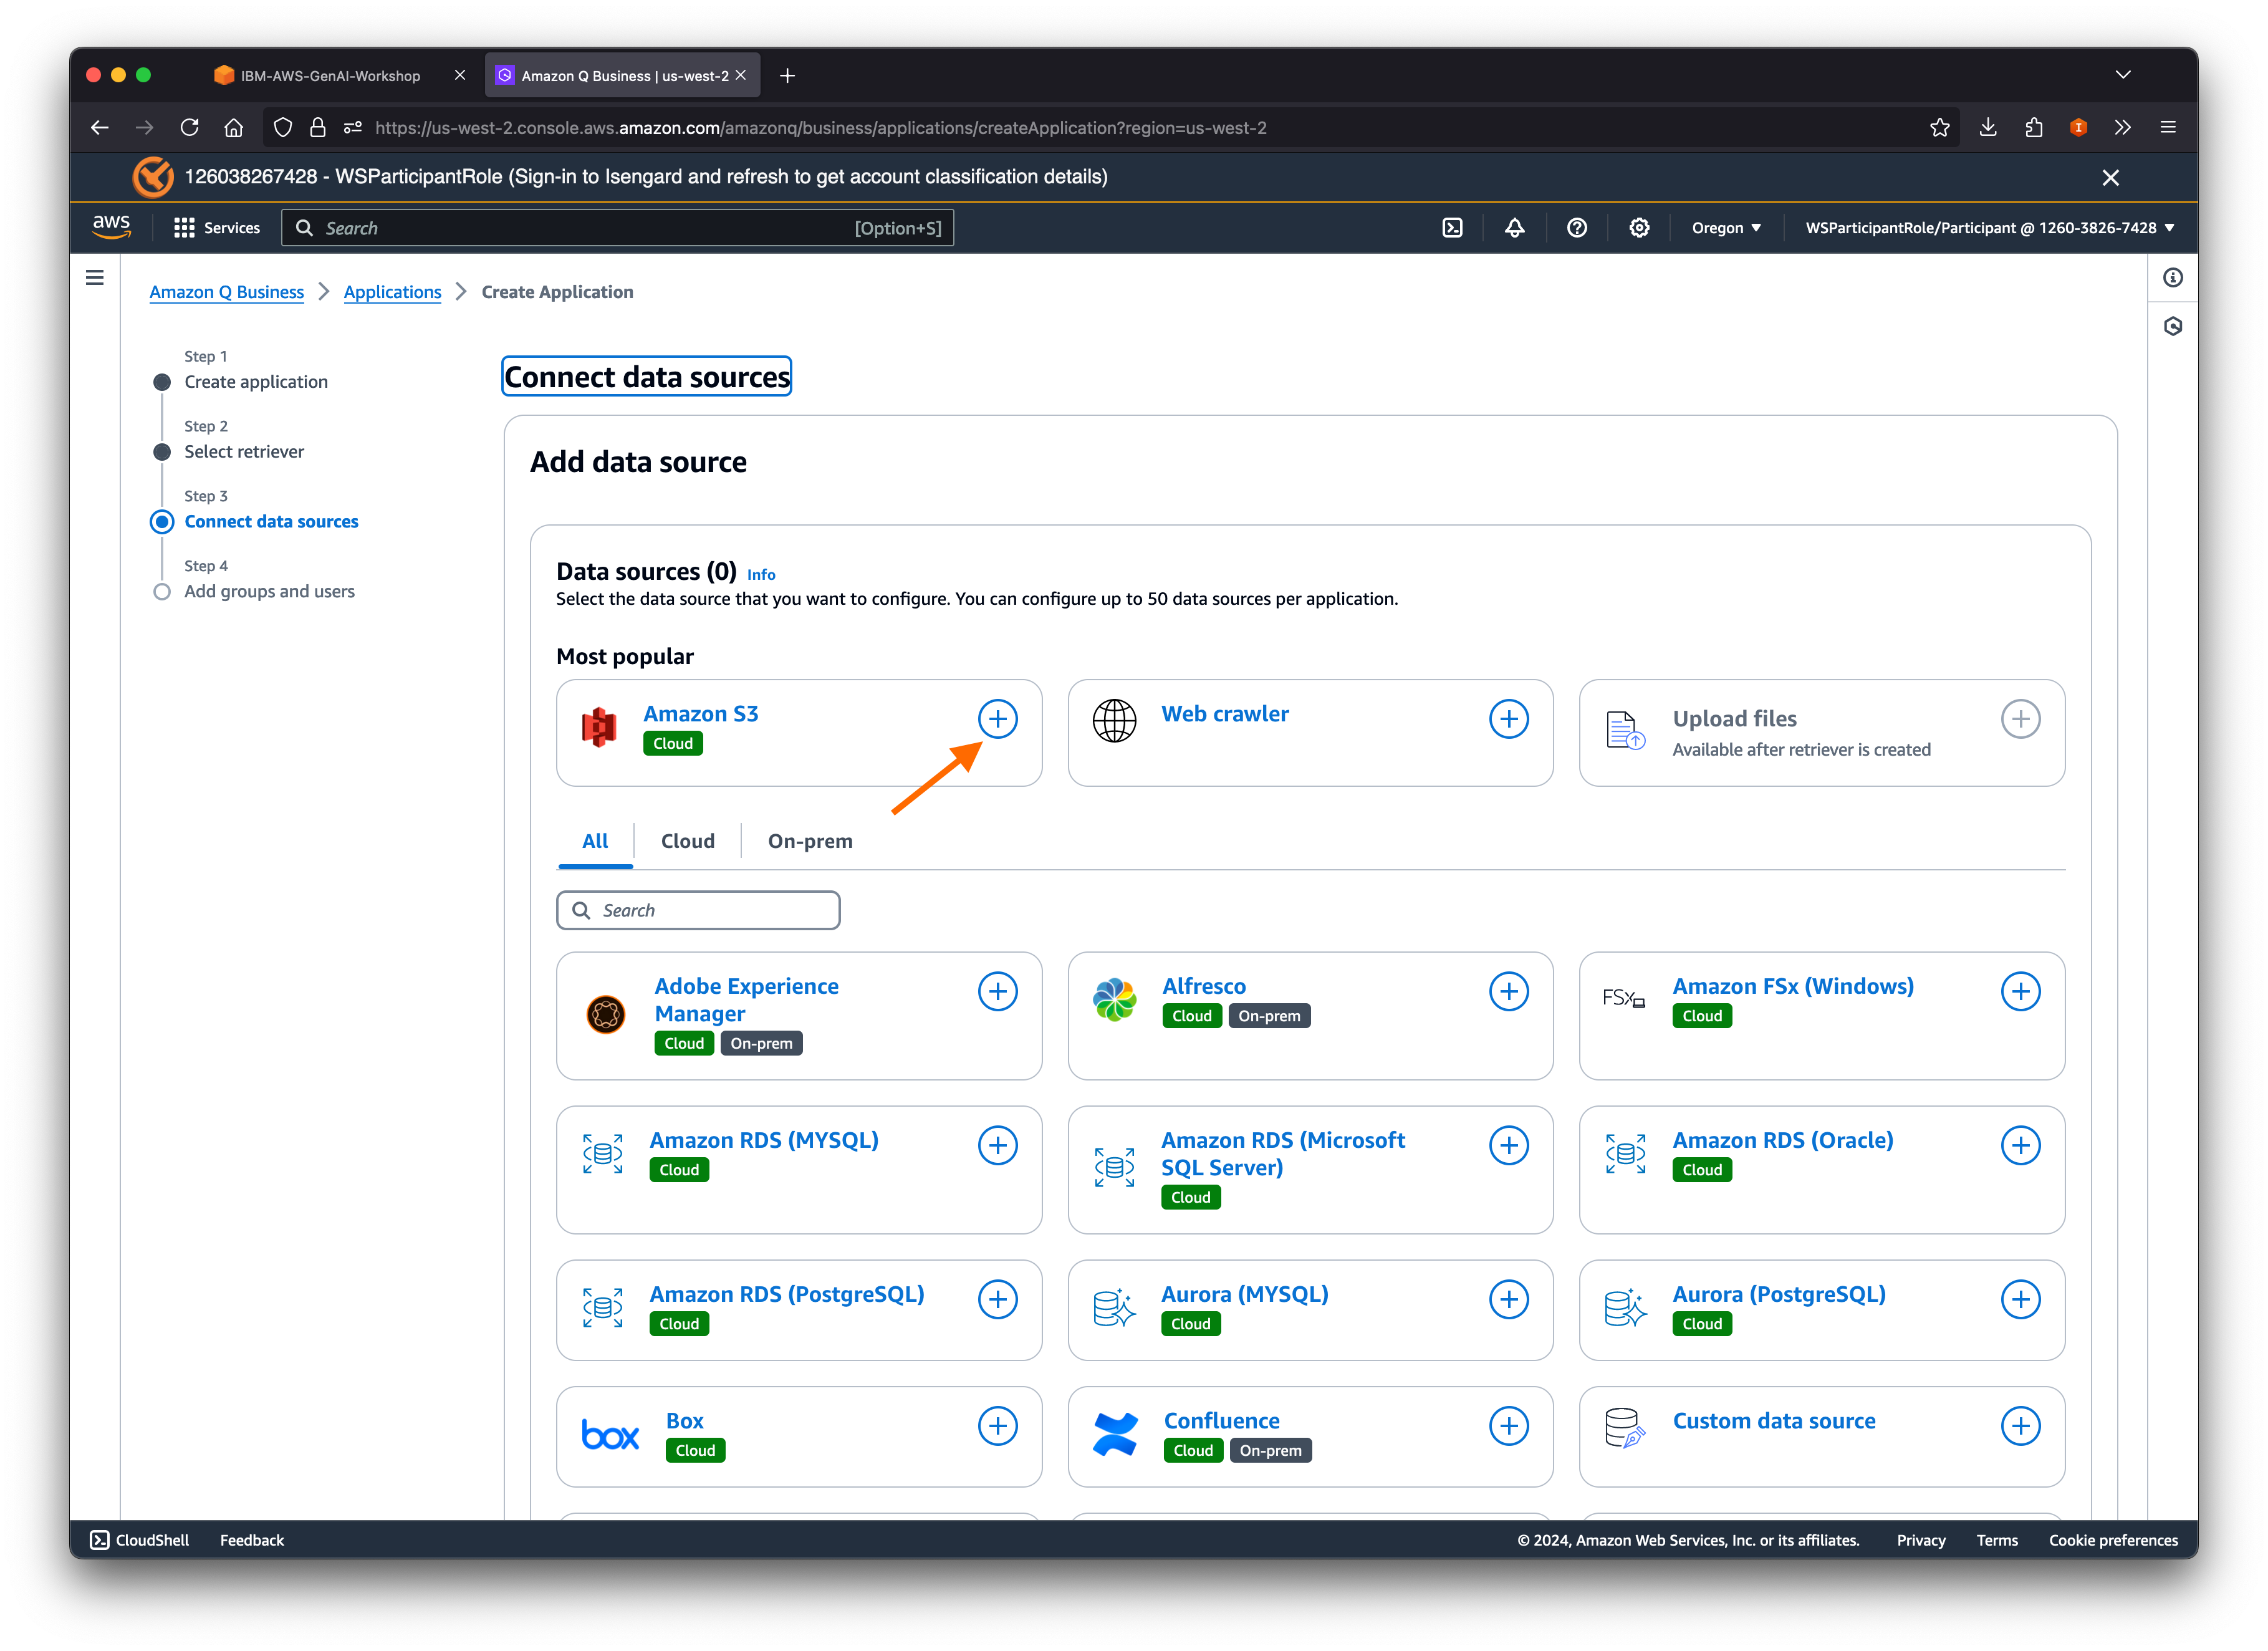 IBM-AWS-GenAI-Workshop
Amazon Q Business | us-west-2
https://us-west-2.console.aws.amazon.com/amazonq/business/applications/createApplication?region=us-west-2
126038267428 - WSParticipantRole (Sign-in to Isengard and refresh to get account classification details)
aws Services Search [Option+S] Oregon WSParticipantRole/Participant @ 1260-3826-7428
Amazon Q Business Applications Create Application
Step 1
Create application
Step 2
Select retriever
Step 3
Connect data sources
Step 4
Add groups and users
Connect data sources
Add data source
Data sources (0) Info
Select the data source that you want to configure. You can configure up to 50 data sources per application.
Most popular
Amazon S3
Cloud
Web crawler
Upload files
Available after retriever is created
All Cloud On-prem
Search
Adobe Experience
Manager
Cloud On-prem
Alfresco
Cloud On-prem
FSx
Amazon FSx (Windows)
Cloud
Amazon RDS (MYSQL)
Cloud
Amazon RDS (Microsoft
SQL Server)
Cloud
Amazon RDS (Oracle)
Cloud
Amazon RDS (PostgreSQL)
Cloud
Aurora (MYSQL)
Cloud
Aurora (PostgreSQL)
Cloud
box
Box
Cloud
Confluence
Cloud On-prem
Custom data source
CloudShell Feedback © 2024, Amazon Web Services, Inc. or its affiliates. Privacy Terms Cookie preferences